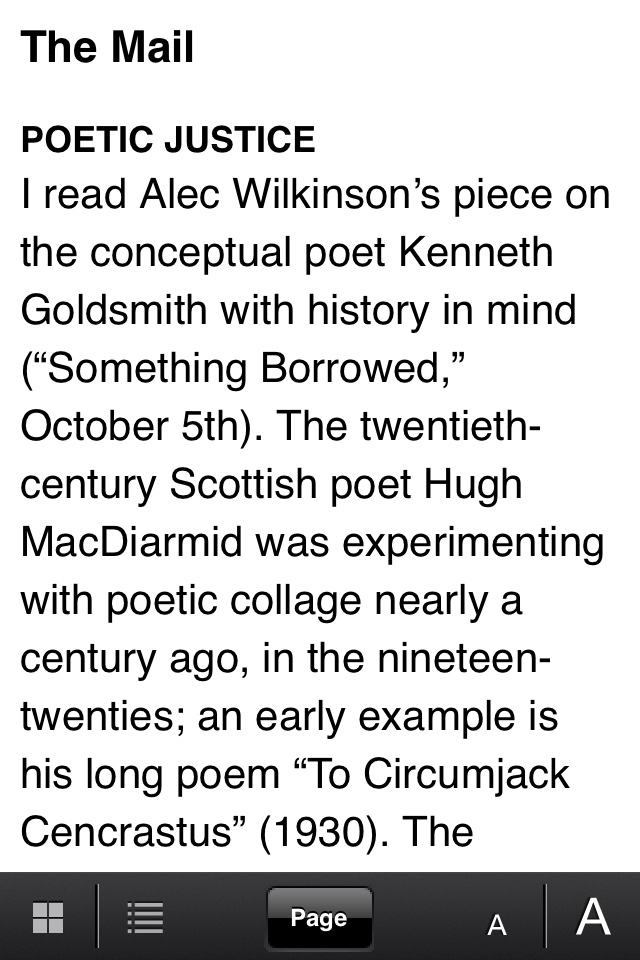 The Mail
POETIC JUSTICE
I read Alec Wilkinson’s piece on
the conceptual poet Kenneth
Goldsmith with history in mind
(“Something Borrowed,”
October 5th). The twentieth-
century Scottish poet Hugh
MacDiarmid was experimenting
with poetic collage nearly a
century ago, in the nineteen-
twenties; an early example is
his long poem “To Circumjack
Cencrastus” (1930). The
Page
A
A